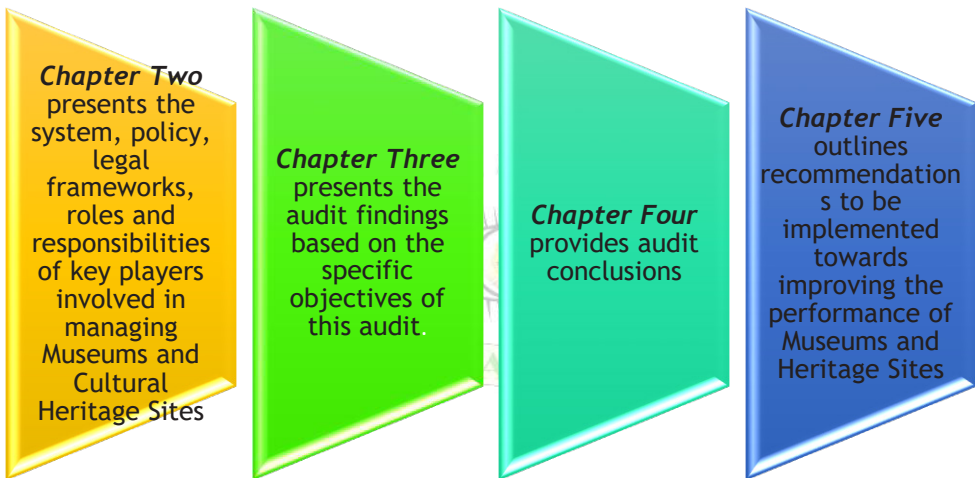 Chapter Two
presents the
system, policy,
legal
frameworks,
roles and
responsibilities
of key players
involved in
managing
Museums and
Cultural
Heritage Sites
Chapter Three
presents the
audit findings
based on the
specific
objectives of
this audit.
Chapter Four
provides audit
conclusions
Chapter Five
outlines
recommendation
s to be
implemented
towards
improving the
performance of
Museums and
Heritage Sites